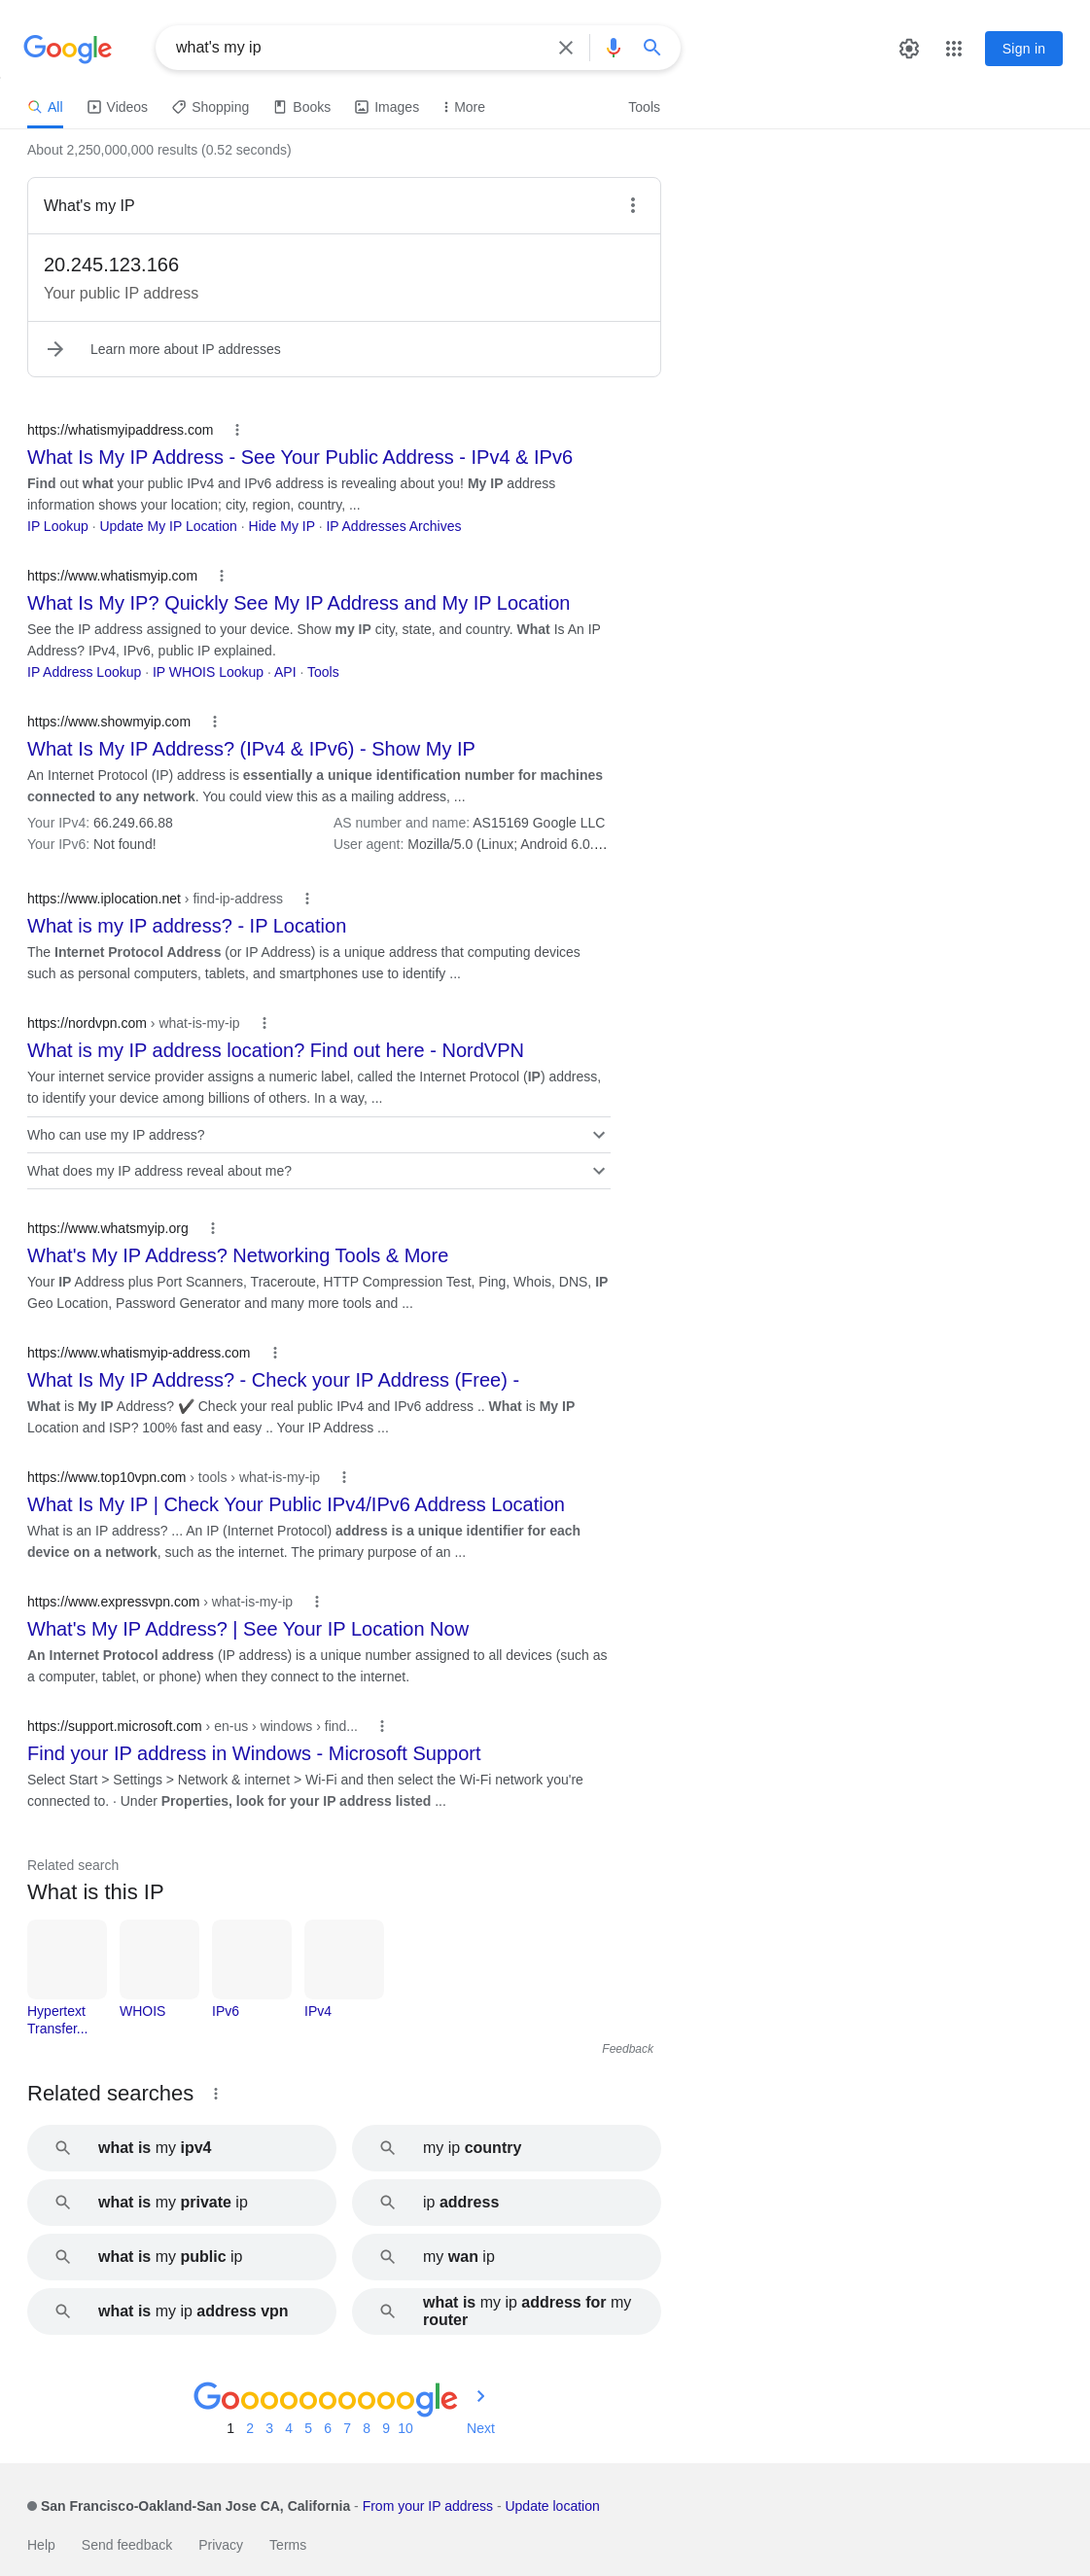 Google
what's my ip
Sign in
All Videos Shopping Books Images More Tools
About 2,250,000,000 results (0.52 seconds)
What's my IP
20.245.123.166
Your public IP address
Learn more about IP addresses
https://whatismyipaddress.com
What Is My IP Address - See Your Public Address - IPv4 & IPv6
Find out what your public IPv4 and IPv6 address is revealing about you! My IP address
information shows your location; city, region, country, ...
IP Lookup · Update My IP Location · Hide My IP · IP Addresses Archives
https://www.whatismyip.com
What Is My IP? Quickly See My IP Address and My IP Location
See the IP address assigned to your device. Show my IP city, state, and country. What Is An IP
Address? IPv4, IPv6, public IP explained.
IP Address Lookup · IP WHOIS Lookup · API · Tools
https://www.showmyip.com
What Is My IP Address? (IPv4 & IPv6) - Show My IP
An Internet Protocol (IP) address is essentially a unique identification number for machines
connected to any network. You could view this as a mailing address, ...
Your IPv4: 66.249.66.88 AS number and name: AS15169 Google LLC
Your IPv6: Not found! User agent: Mozilla/5.0 (Linux; Android 6.0....
https://www.iplocation.net › find-ip-address
What is my IP address? - IP Location
The Internet Protocol Address (or IP Address) is a unique address that computing devices
such as personal computers, tablets, and smartphones use to identify ...
https://nordvpn.com › what-is-my-ip
What is my IP address location? Find out here - NordVPN
Your internet service provider assigns a numeric label, called the Internet Protocol (IP) address,
to identify your device among billions of others. In a way, ...
Who can use my IP address?
What does my IP address reveal about me?
https://www.whatsmyip.org
What's My IP Address? Networking Tools & More
Your IP Address plus Port Scanners, Traceroute, HTTP Compression Test, Ping, Whois, DNS, IP
Geo Location, Password Generator and many more tools and ...
https://www.whatismyip-address.com
What Is My IP Address? - Check your IP Address (Free) -
What is My IP Address? ✔ Check your real public IPv4 and IPv6 address .. What is My IP
Location and ISP? 100% fast and easy .. Your IP Address ...
https://www.top10vpn.com › tools › what-is-my-ip
What Is My IP | Check Your Public IPv4/IPv6 Address Location
What is an IP address? ... An IP (Internet Protocol) address is a unique identifier for each
device on a network, such as the internet. The primary purpose of an ...
https://www.expressvpn.com › what-is-my-ip
What's My IP Address? | See Your IP Location Now
An Internet Protocol address (IP address) is a unique number assigned to all devices (such as
a computer, tablet, or phone) when they connect to the internet.
https://support.microsoft.com › en-us › windows › find...
Find your IP address in Windows - Microsoft Support
Select Start > Settings > Network & internet > Wi-Fi and then select the Wi-Fi network you're
connected to. · Under Properties, look for your IP address listed ...
Related search
What is this IP
Hypertext Transfer...
WHOIS
IPv6
IPv4
Feedback
Related searches
what is my ipv4
my ip country
what is my private ip
ip address
what is my public ip
my wan ip
what is my ip address vpn
what is my ip address for my
router
Goooooooooogle
1 2 3 4 5 6 7 8 9 10 Next
San Francisco-Oakland-San Jose CA, California - From your IP address - Update location
Help Send feedback Privacy Terms